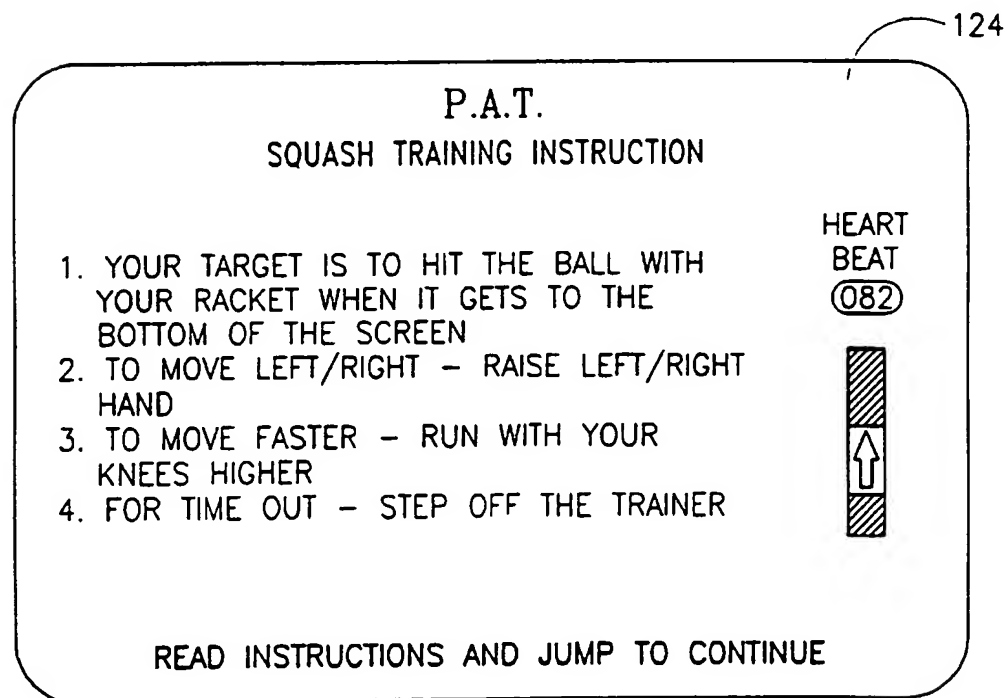 124
P.A.T.
SQUASH TRAINING INSTRUCTION
HEART
BEAT
082
1. YOUR TARGET IS TO HIT THE BALL WITH
YOUR RACKET WHEN IT GETS TO THE
BOTTOM OF THE SCREEN
2. TO MOVE LEFT/RIGHT – RAISE LEFT/RIGHT
HAND
3. TO MOVE FASTER – RUN WITH YOUR
KNEES HIGHER
4. FOR TIME OUT – STEP OFF THE TRAINER
READ INSTRUCTIONS AND JUMP TO CONTINUE